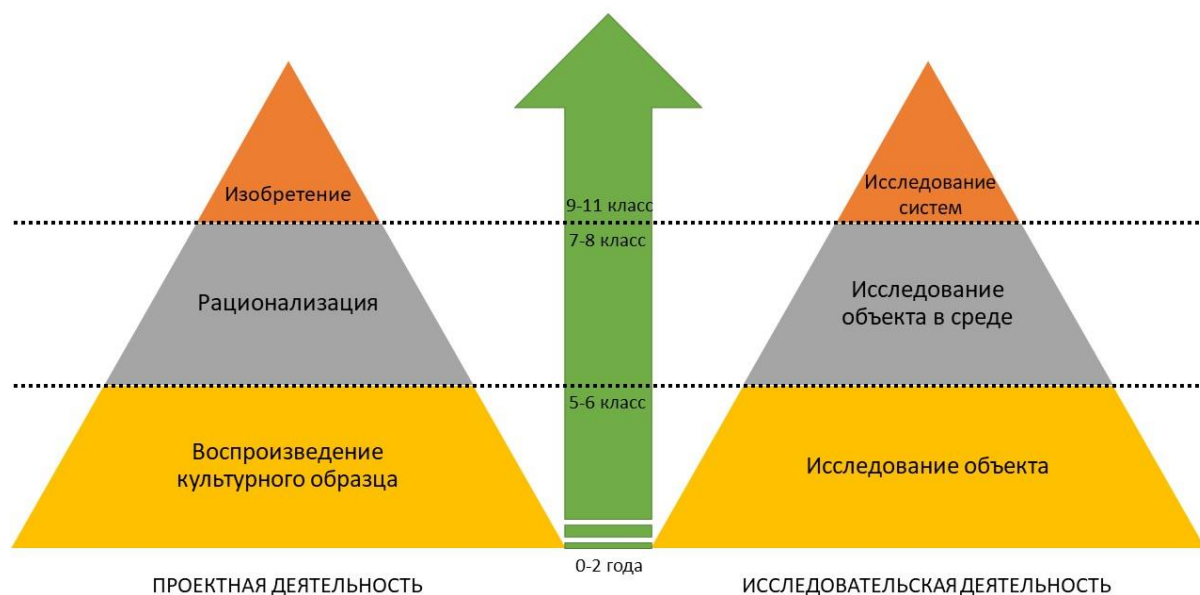 Изобретение
Рационализация
Воспроизведение
культурного образца
ПРОЕКТНАЯ ДЕЯТЕЛЬНОСТЬ
9-11 класс
7-8 класс
5-6 класс
0-2 года
Исследование
систем
Исследование
объекта в среде
Исследование объекта
ИССЛЕДОВАТЕЛЬСКАЯ ДЕЯТЕЛЬНОСТЬ